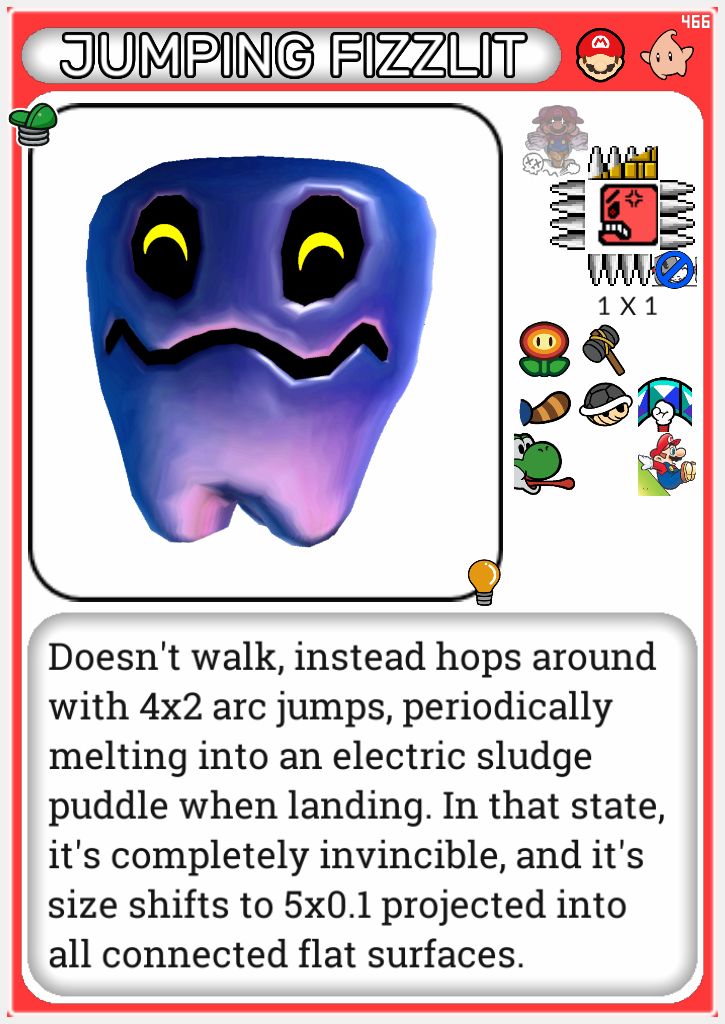 466
JUMPING FIZZLIT
M
1 X 1
Doesn't walk, instead hops around
with 4x2 arc jumps, periodically
melting into an electric sludge
puddle when landing. In that state,
it's completely invincible, and it's
size shifts to 5x0.1 projected into
all connected flat surfaces.